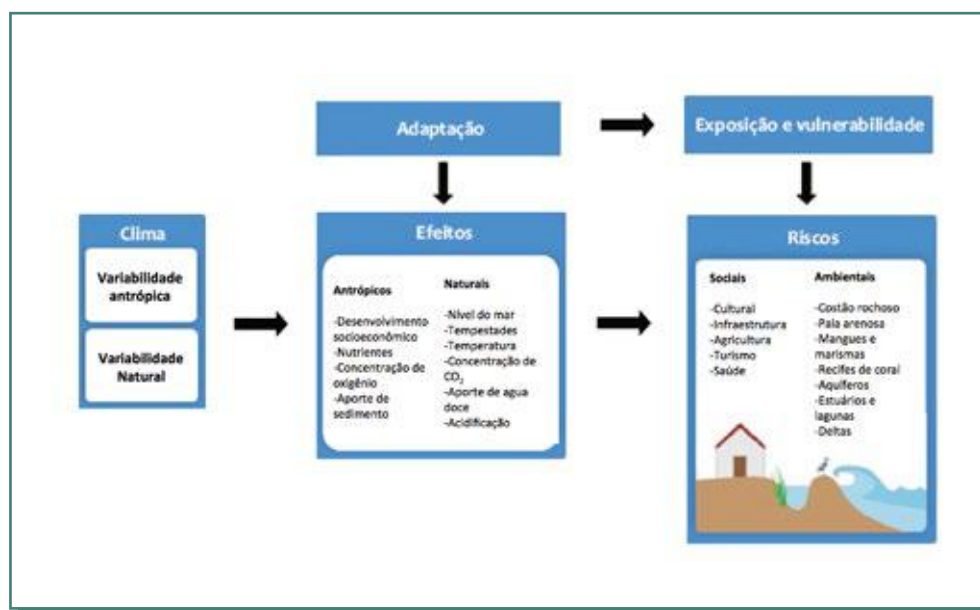 Adaptação
Exposição e vulnerabilidade
Clima
Variabilidade
antrópica
Variabilidade
Natural
Efeitos
Antrópicos
-Desenvolvimento
socioeconômico
-Nutrientes
-Concentração de
oxigênio
-Aporte de
sedimento
Naturais
-Nível do mar
-Tempestades
-Temperatura
-Concentração de
CO₂
-Aporte de agua
doce
-Acidificação
Riscos
Sociais
-Cultural
-Infraestrutura
-Agricultura
-Turismo
-Saúde
Ambientais
-Costão rochoso
-Paia arenosa
-Mangues e
marismas
-Recifes de coral
-Aquíferos
-Estuários e
lagunas
-Deltas